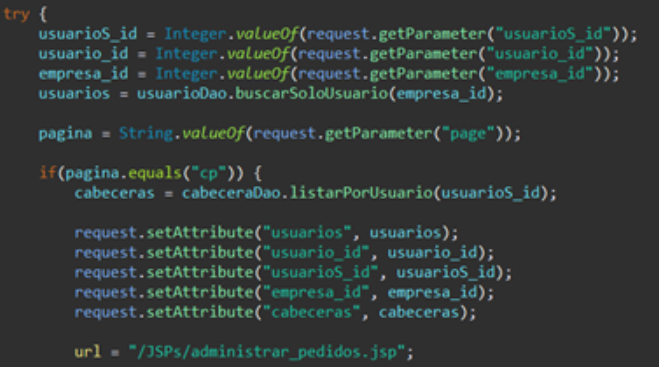 try {
usuarioS_id = Integer.valueOf(request.getParameter("usuarioS_id"));
usuario_id = Integer.valueOf(request.getParameter("usuario_id"));
empresa_id = Integer.valueOf(request.getParameter("empresa_id"));
usuarios = usuarioDao.buscarSoloUsuario(empresa_id);
pagina = String.valueOf(request.getParameter("page"));
if(pagina.equals("cp")) {
cabeceras = cabeceraDao.listarPorUsuario(usuarioS_id);
request.setAttribute("usuarios", usuarios);
request.setAttribute("usuario_id", usuario_id);
request.setAttribute("usuarioS_id", usuarioS_id);
request.setAttribute("empresa_id", empresa_id);
request.setAttribute("cabeceras", cabeceras);
url = "/JSPs/administrar_pedidos.jsp";